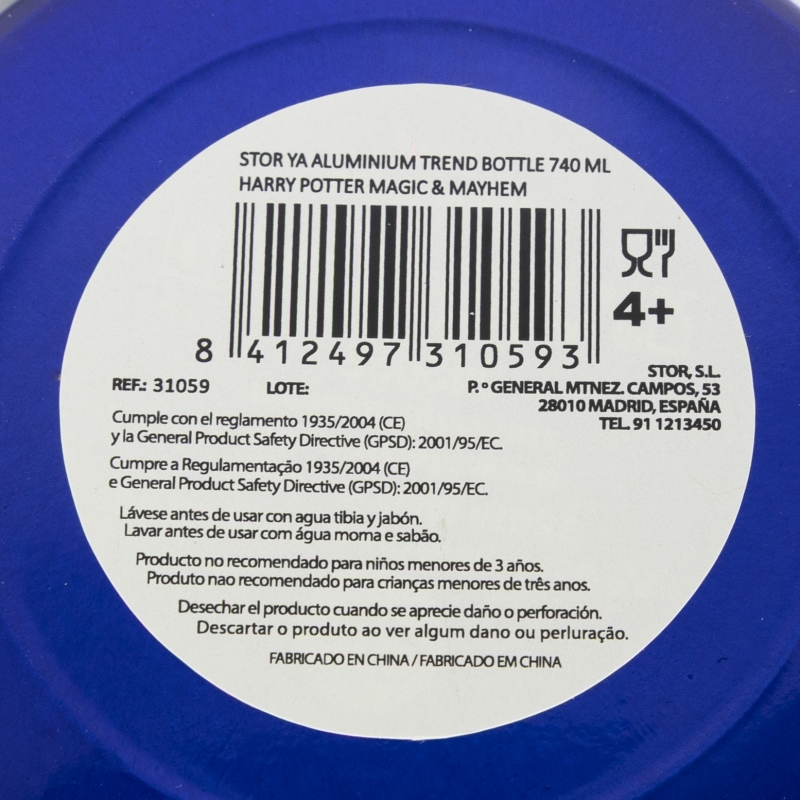 STOR YA ALUMINIUM TREND BOTTLE 740 ML
HARRY POTTER MAGIC & MAYHEM
4+
8 412497 310593
REF.: 31059
LOTE:
STOR, S.L.
P.º GENERAL MTNEZ. CAMPOS, 53
28010 MADRID, ESPAÑA
TEL. 91 1213450
Cumple con el reglamento 1935/2004 (CE)
y la General Product Safety Directive (GPSD): 2001/95/EC.
Cumpre a Regulamentação 1935/2004 (CE)
e General Product Safety Directive (GPSD): 2001/95/EC.
Lávese antes de usar con agua tibia y jabón.
Lavar antes de usar com água morna e sabão.
Producto no recomendado para niños menores de 3 años.
Produto nao recomendado para crianças menores de três anos.
Desechar el producto cuando se aprecie daño o perforación.
Descartar o produto ao ver algum dano ou perluração.
FABRICADO EN CHINA / FABRICADO EM CHINA